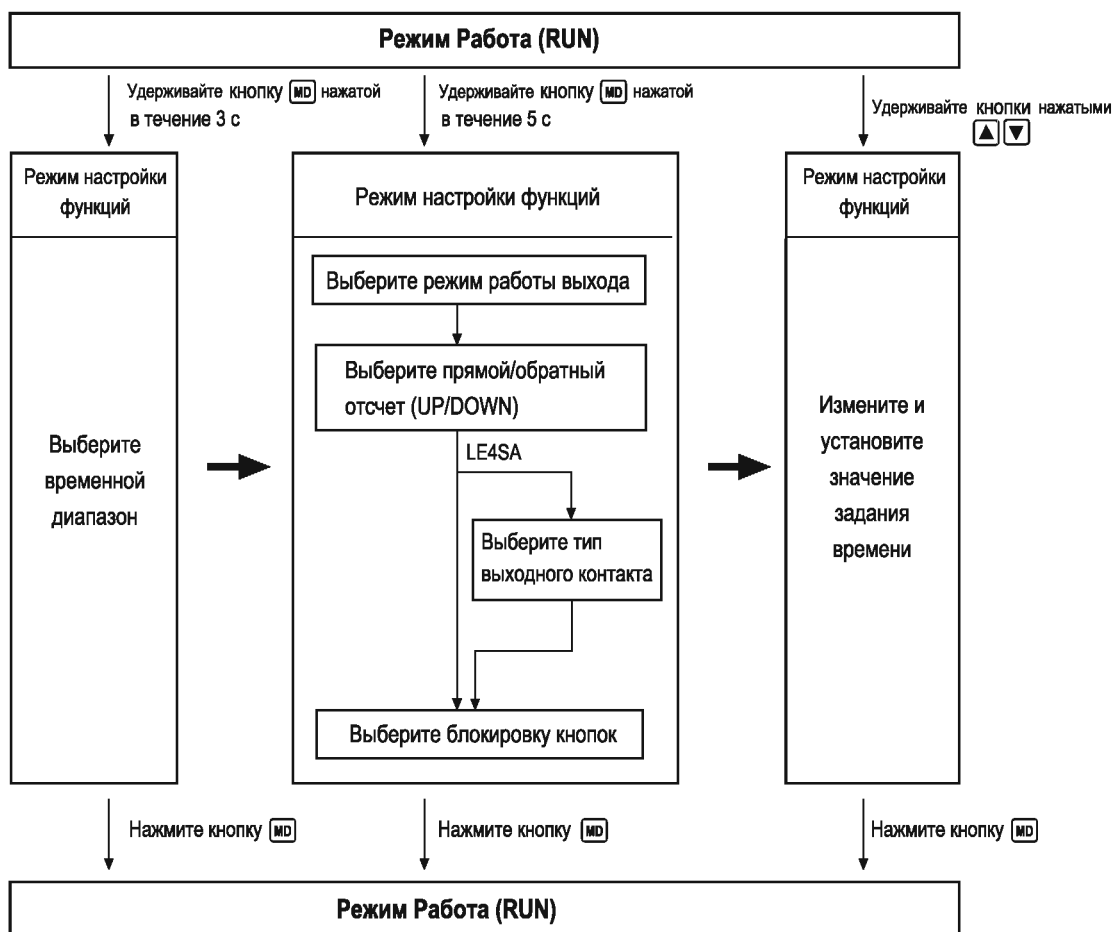 Режим Работа (RUN)
Удерживайте кнопку MD нажатой
в течение 3 с
Удерживайте кнопку MD нажатой
в течение 5 с
Удерживайте кнопки нажатыми
▲ ▼
Режим настройки
функций
Выберите
временной
диапазон
Режим настройки функций
Выберите режим работы выхода
Выберите прямой/обратный
отсчет (UP/DOWN)
LE4SA
Выберите тип
выходного контакта
Выберите блокировку кнопок
Режим настройки
функций
Измените и
установите
значение
задания
времени
Нажмите кнопку MD
Нажмите кнопку MD
Нажмите кнопку MD
Режим Работа (RUN)